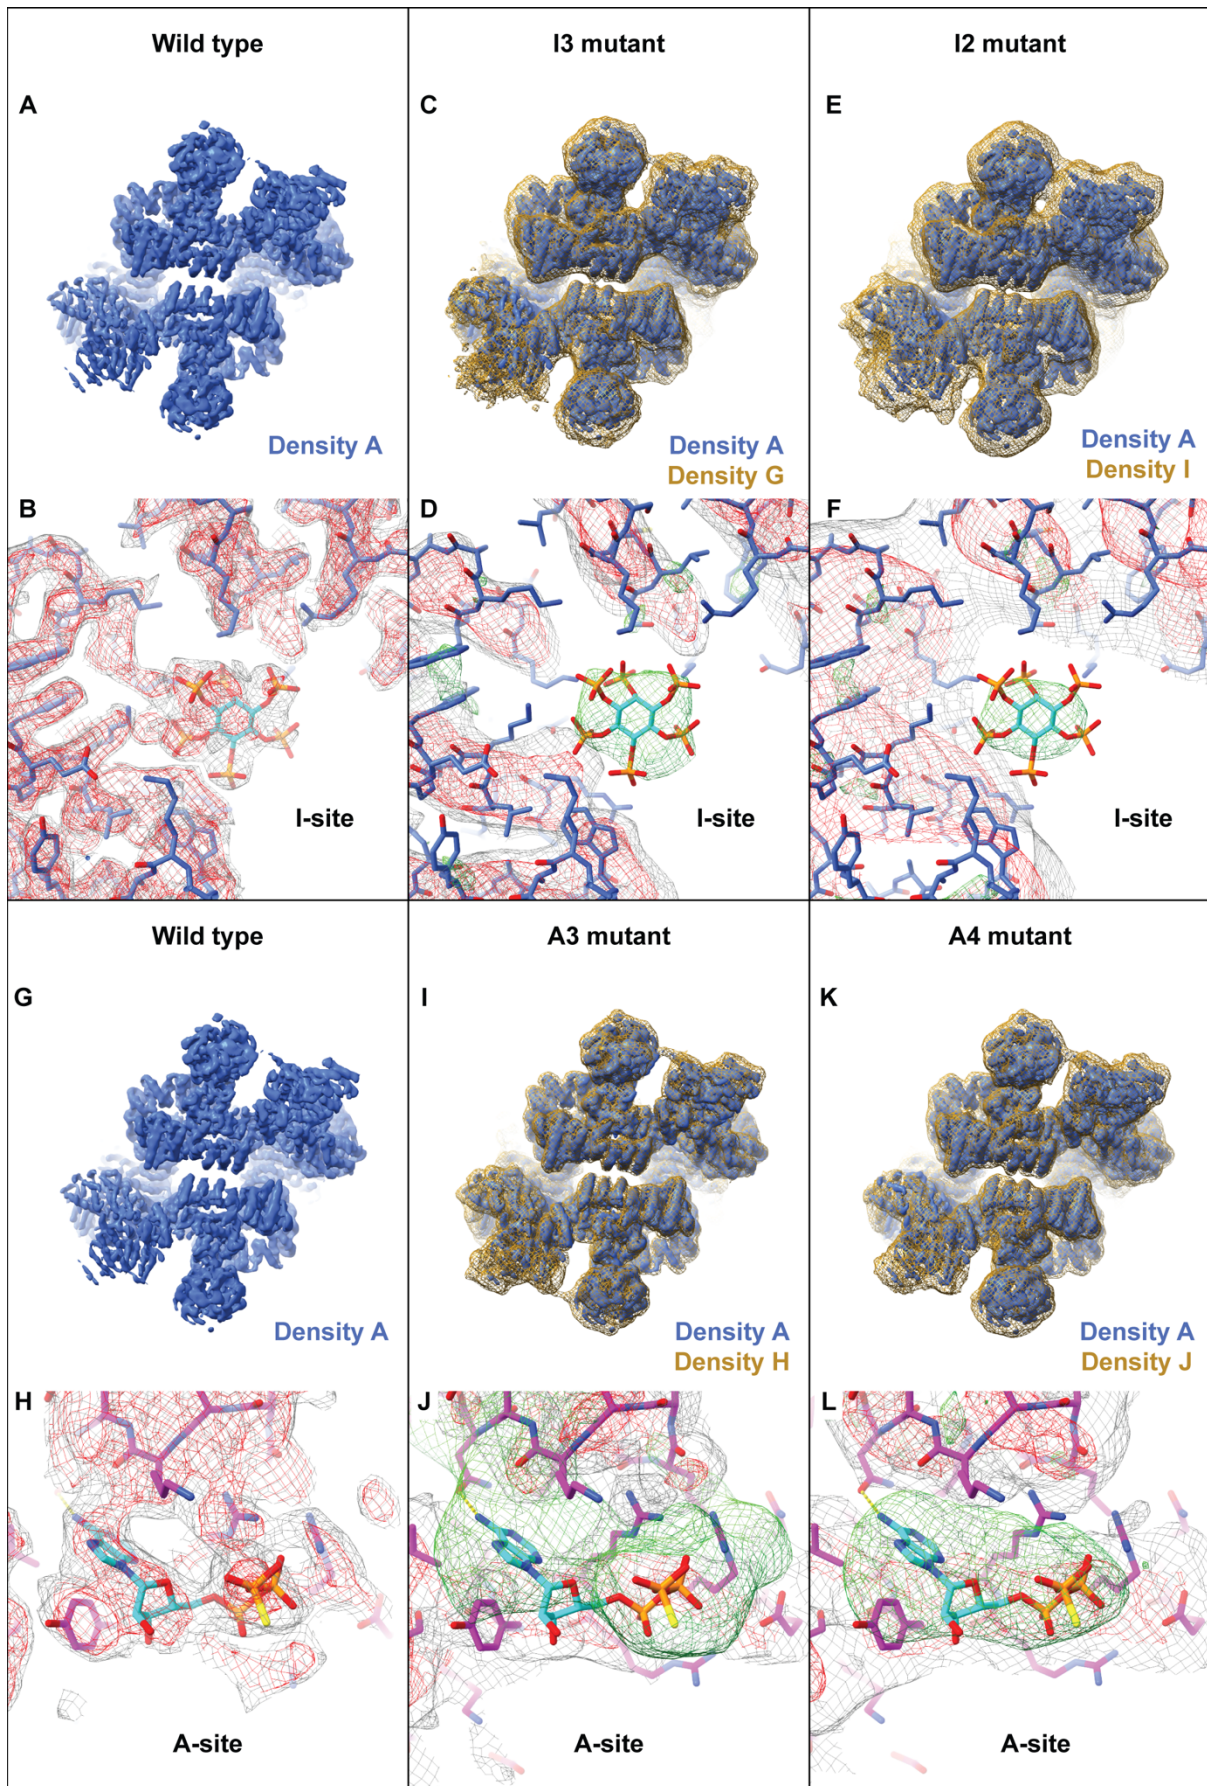 Wild type
I3 mutant
I2 mutant
A
C
E
Density A
Density A
Density G
Density A
Density I
B
D
F
I-site
I-site
I-site
Wild type
A3 mutant
A4 mutant
G
I
K
Density A
Density A
Density H
Density A
Density J
H
J
L
A-site
A-site
A-site